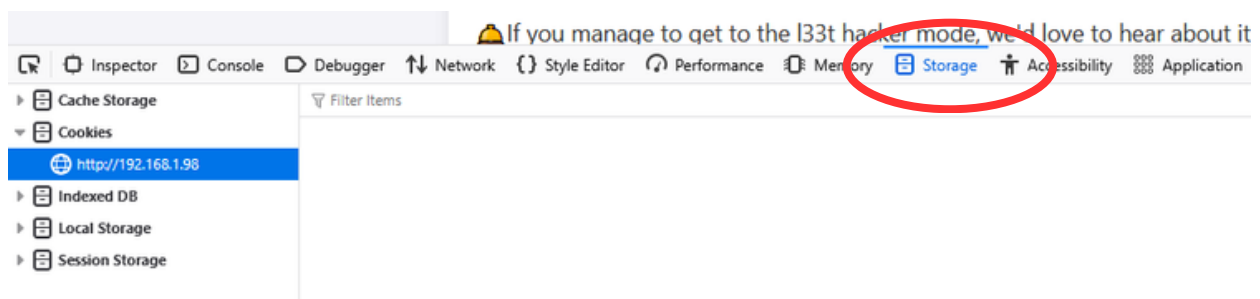 🛎️If you manage to get to the l33t hacker mode, we'd love to hear about it
Inspector Console Debugger Network {} Style Editor Performance Memory Storage Accessibility Application
Cache Storage
Filter Items
Cookies
http://192.168.1.98
Indexed DB
Local Storage
Session Storage